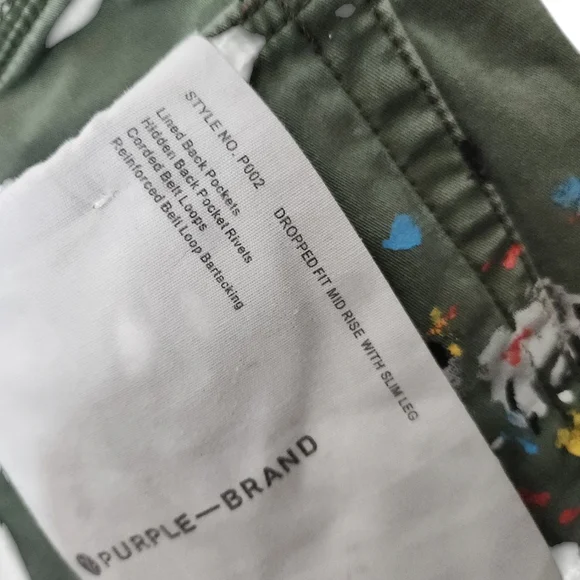 STYLE NO. P002
DROPPED FIT MID RISE WITH SLIM LEG
Lined Back Pockets
Hidden Back Pocket Rivets
Corded Belt Loops
Reinforced Belt Loop Bartacking
PURPLE—BRAND